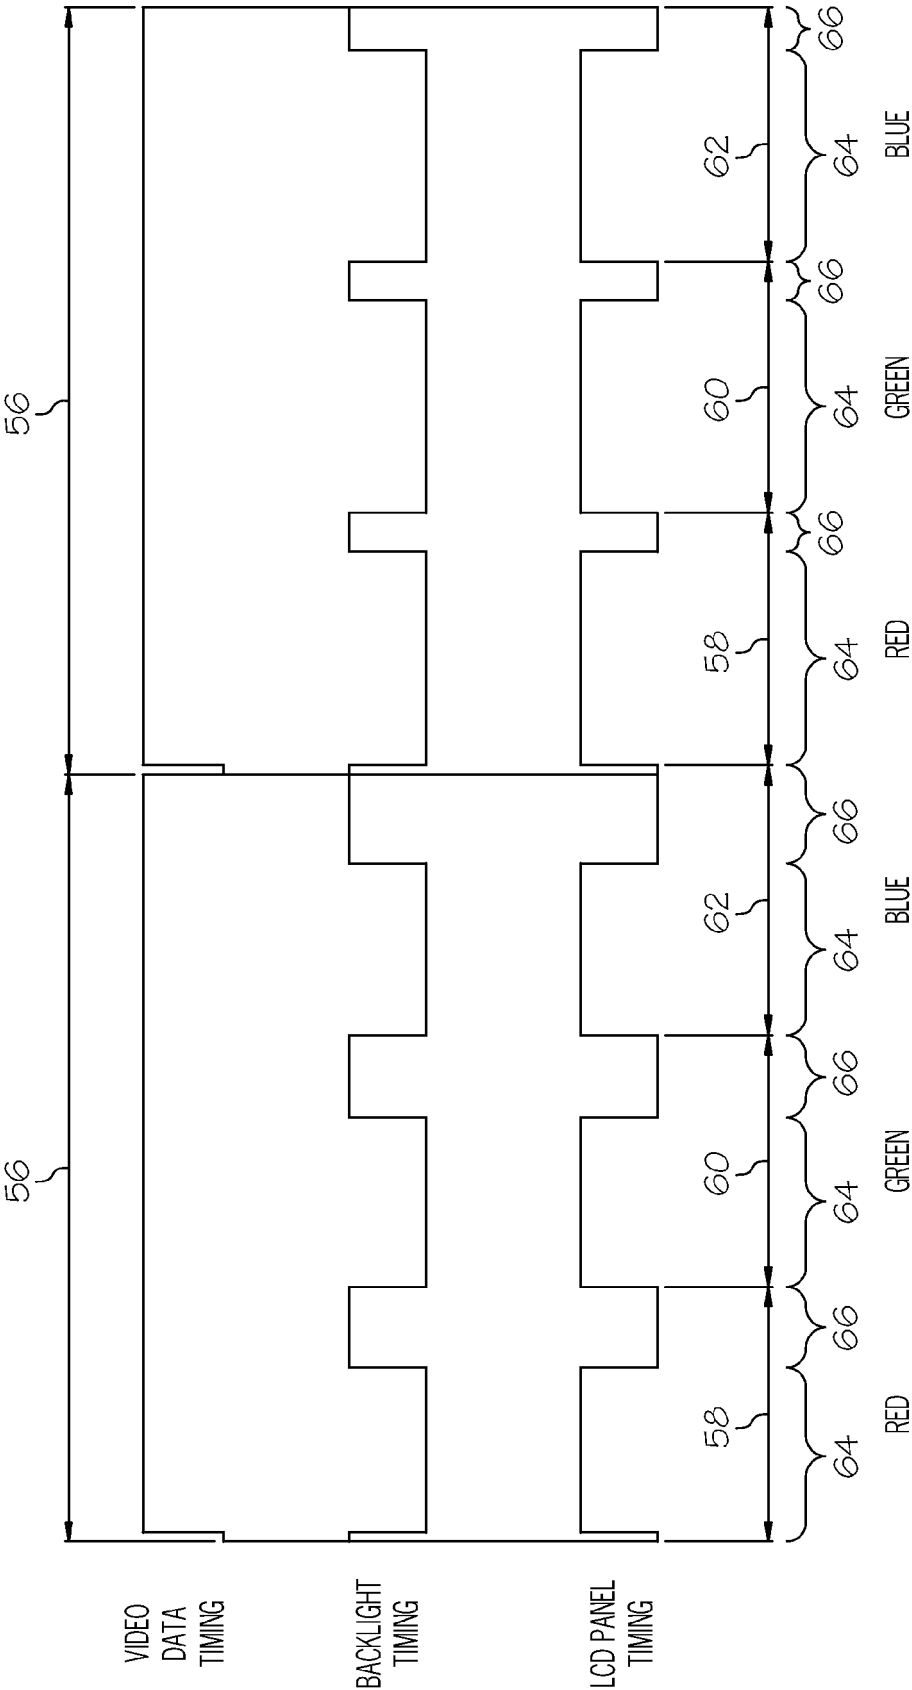 56
56
VIDEO
DATA
TIMING
BACKLIGHT
TIMING
LCD PANEL
TIMING
58
60
62
58
60
62
64
66
64
66
64
66
64
66
64
66
64
66
RED
GREEN
BLUE
RED
GREEN
BLUE